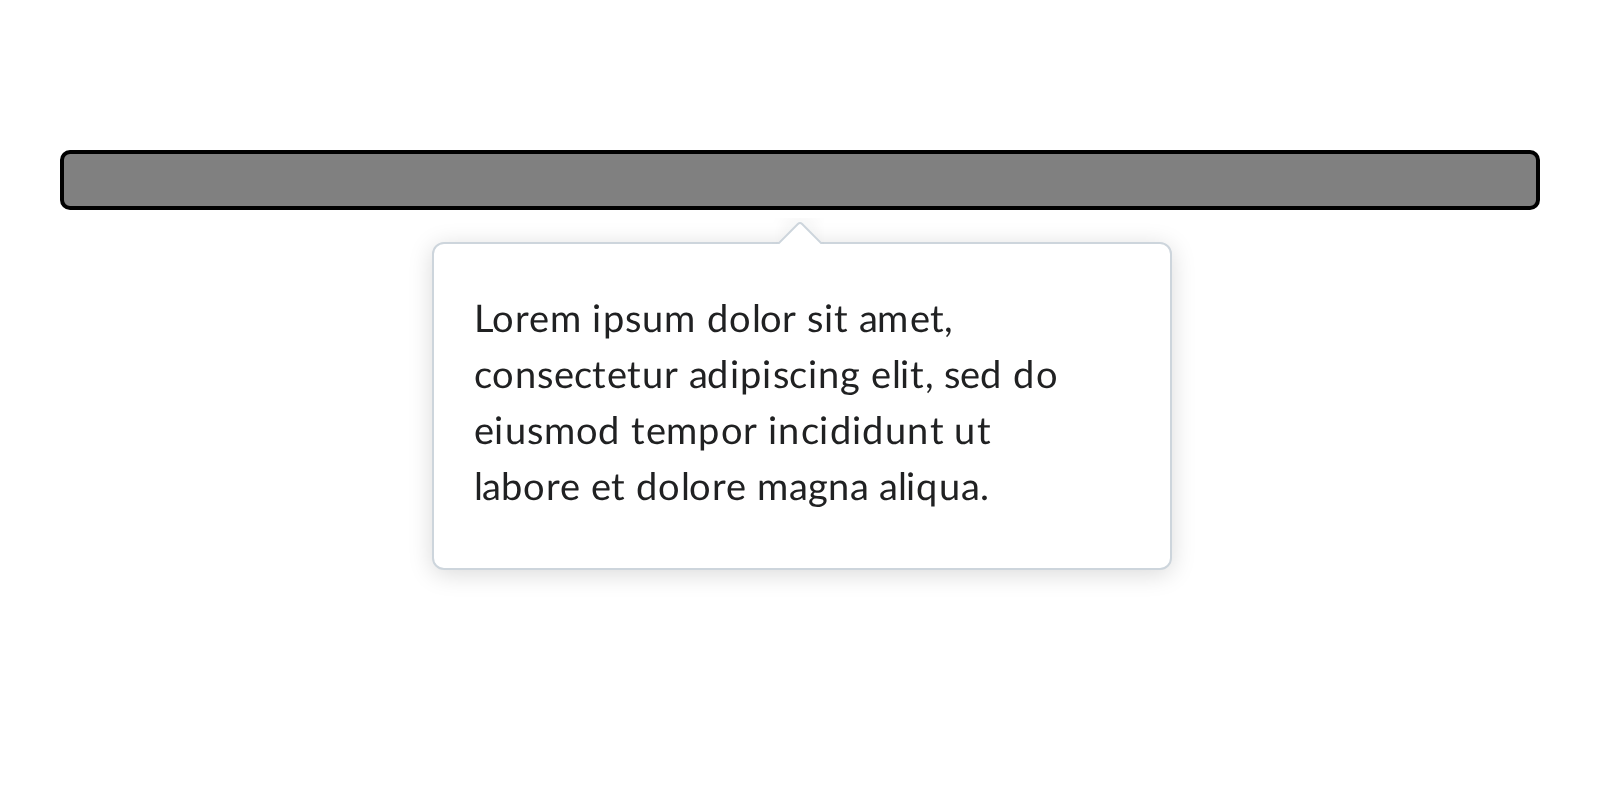 Lorem ipsum dolor sit amet,
consectetur adipiscing elit, sed do
eiusmod tempor incididunt ut
labore et dolore magna aliqua.